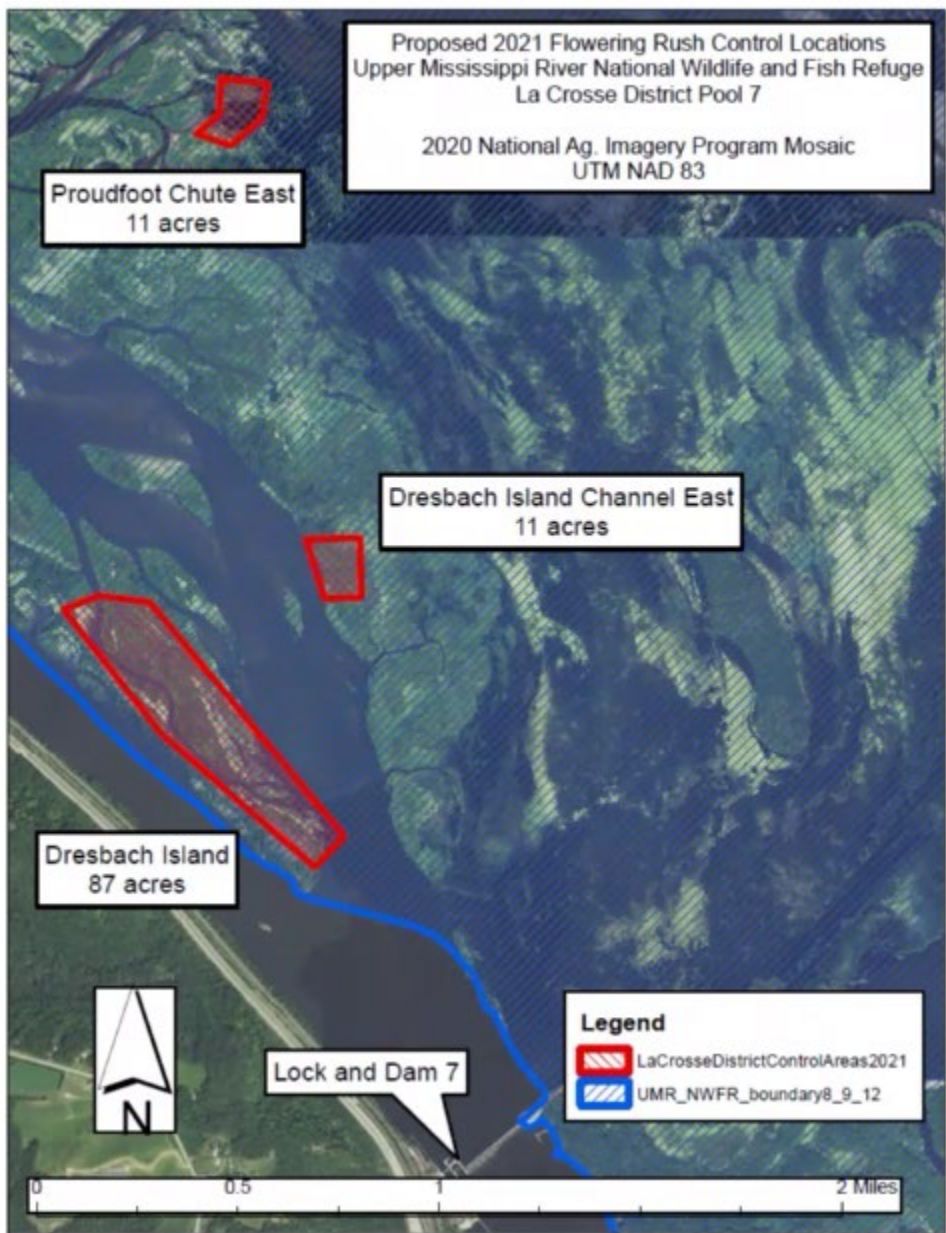 Proposed 2021 Flowering Rush Control Locations
Upper Mississippi River National Wildlife and Fish Refuge
La Crosse District Pool 7
2020 National Ag. Imagery Program Mosaic
UTM NAD 83
Proudfoot Chute East
11 acres
Dresbach Island Channel East
11 acres
Dresbach Island
87 acres
Lock and Dam 7
Legend
LaCrosseDistrictControlAreas2021
UMR_NWFR_boundary8_9_12
N
0 0.5 1 2 Miles